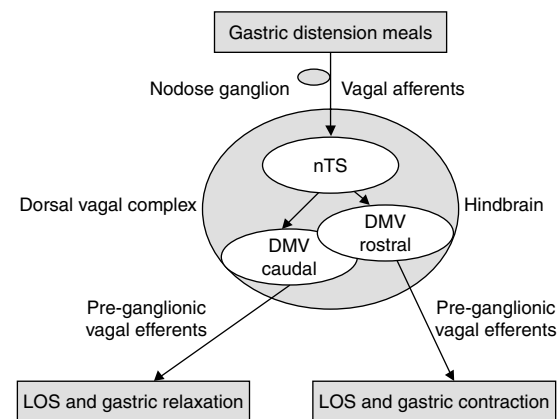 Gastric distension meals
Nodose ganglion
Vagal afferents
nTS
Dorsal vagal complex
Hindbrain
DMV
rostral
DMV
caudal
Pre-ganglionic
vagal efferents
Pre-ganglionic
vagal efferents
LOS and gastric relaxation
LOS and gastric contraction